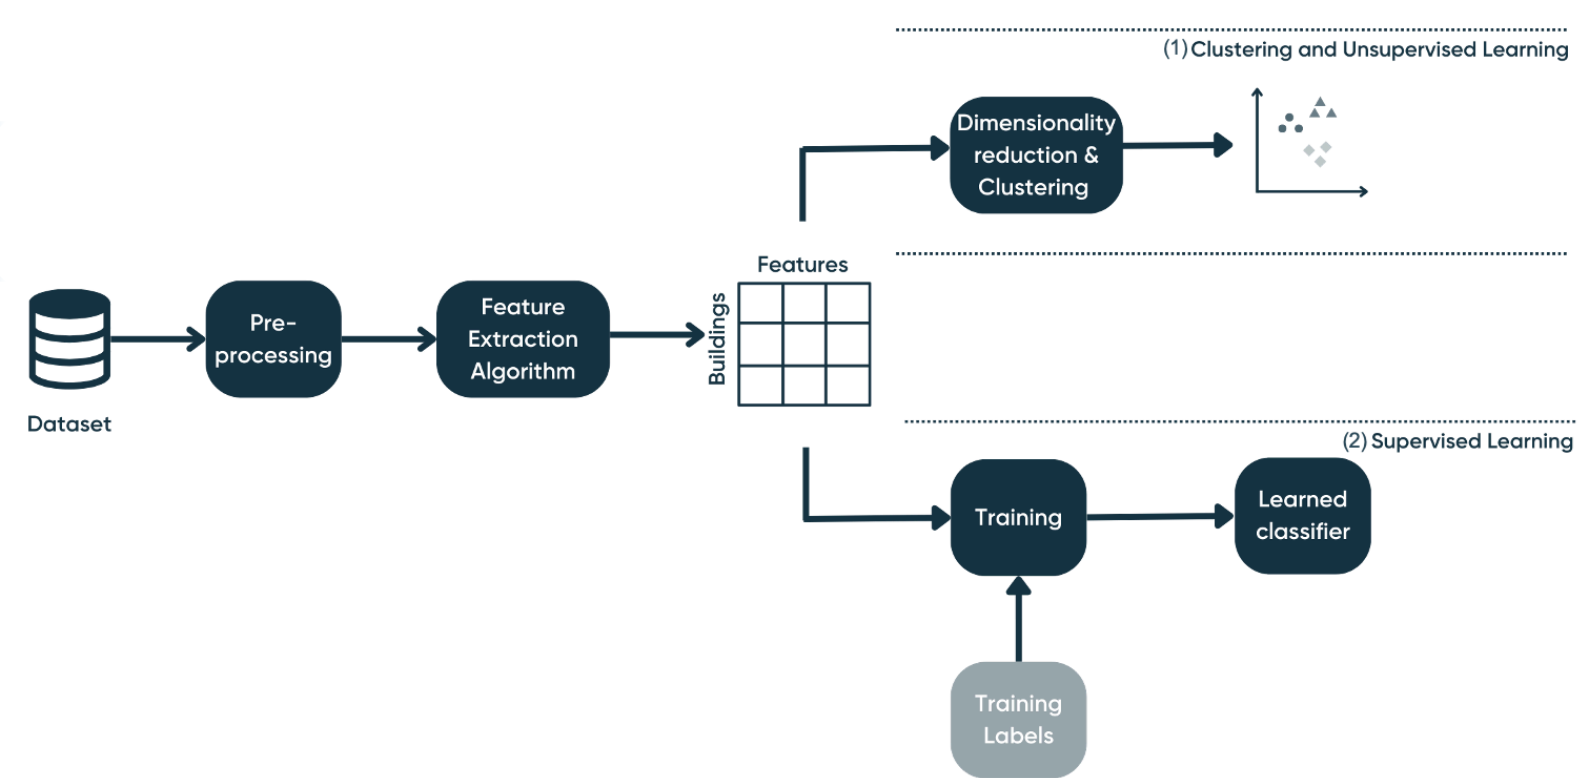 (1) Clustering and Unsupervised Learning
Dimensionality
reduction &
Clustering
Features
Buildings
Dataset
Pre-
processing
Feature
Extraction
Algorithm
(2) Supervised Learning
Training
Learned
classifier
Training
Labels